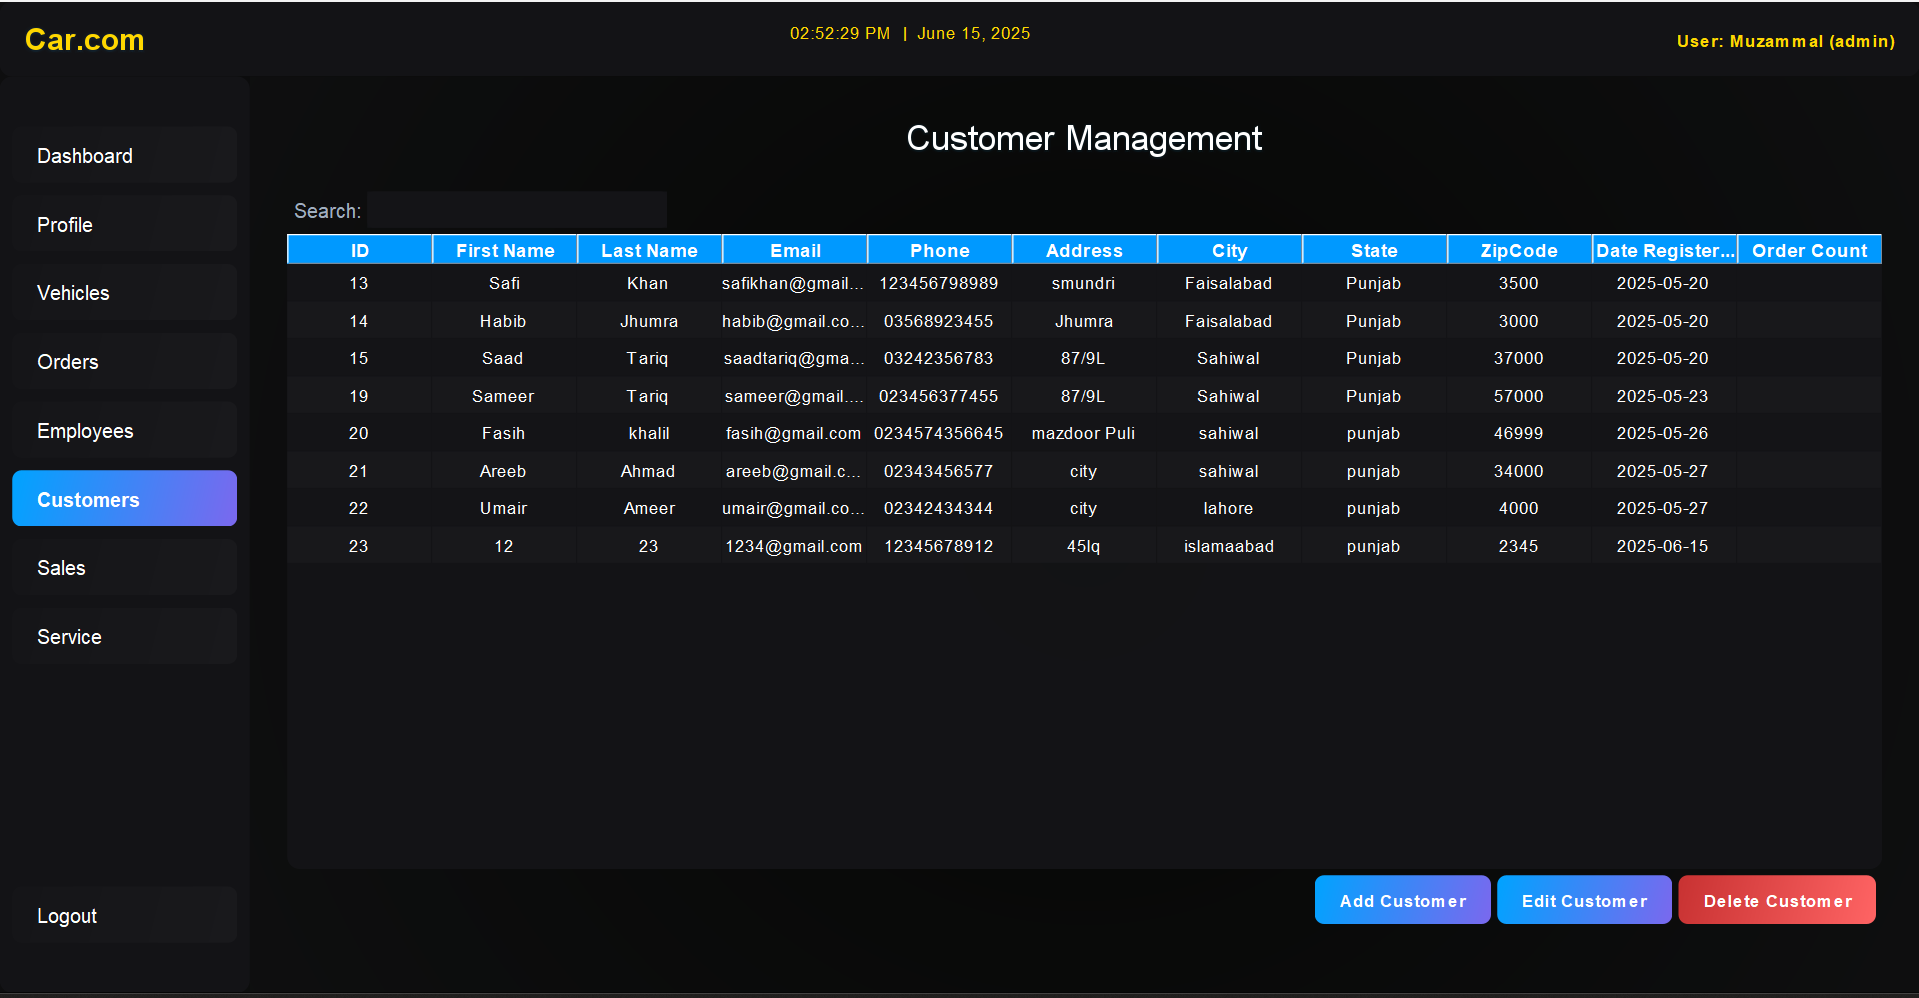 Car.com
02:52:29 PM | June 15, 2025
User: Muzammal (admin)
Dashboard
Profile
Vehicles
Orders
Employees
Customers
Sales
Service
Logout
Customer Management
Search:
ID First Name Last Name Email Phone Address City State ZipCode Date Register... Order Count
13 Safi Khan safikhan@gmail... 123456798989 smundri Faisalabad Punjab 3500 2025-05-20
14 Habib Jhumra habib@gmail.co... 03568923455 Jhumra Faisalabad Punjab 3000 2025-05-20
15 Saad Tariq saadtariq@gma... 03242356783 87/9L Sahiwal Punjab 37000 2025-05-20
19 Sameer Tariq sameer@gmail.... 023456377455 87/9L Sahiwal Punjab 57000 2025-05-23
20 Fasih khalil fasih@gmail.com 0234574356645 mazdoor Puli sahiwal punjab 46999 2025-05-26
21 Areeb Ahmad areeb@gmail.c... 02343456577 city sahiwal punjab 34000 2025-05-27
22 Umair Ameer umair@gmail.co... 02342434344 city lahore punjab 4000 2025-05-27
23 12 23 1234@gmail.com 12345678912 45lq islamaabad punjab 2345 2025-06-15
Add Customer Edit Customer Delete Customer